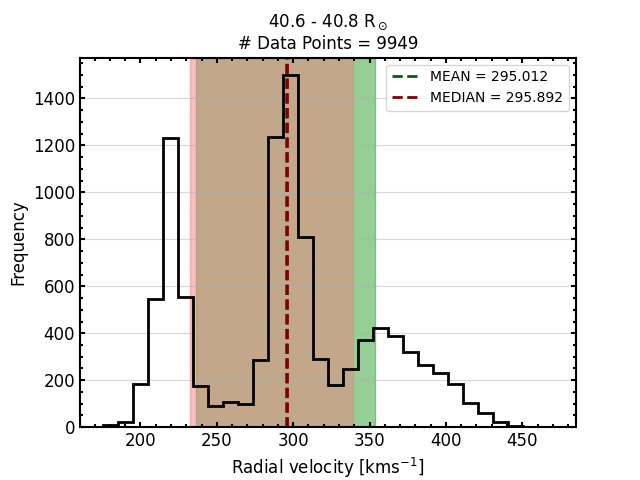 40.6 - 40.8 R⊙
# Data Points = 9949
MEAN = 295.012
MEDIAN = 295.892
Frequency
1400
1200
1000
800
600
400
200
0
200 250 300 350 400 450
Radial velocity [kms⁻¹]